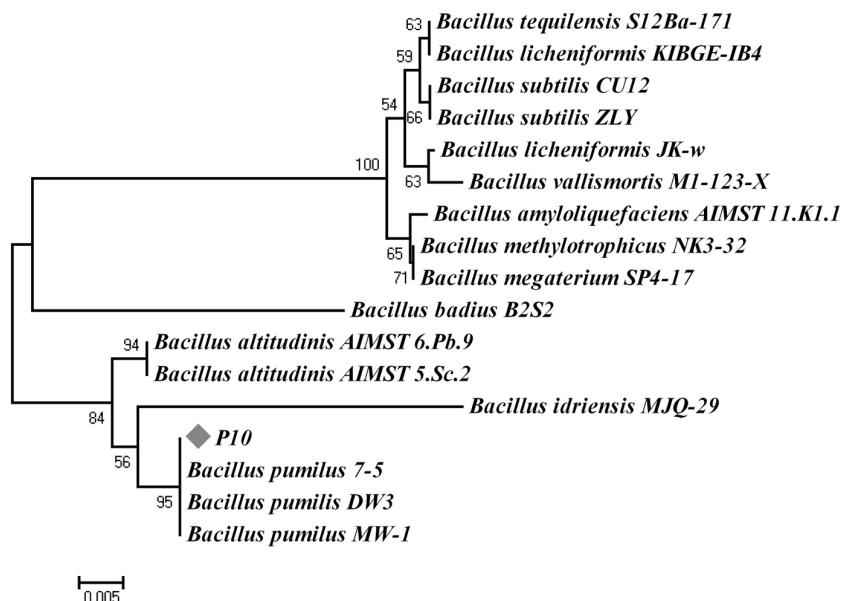 63
Bacillus tequilensis S12Ba-171
59
Bacillus licheniformis KIBGE-IB4
Bacillus subtilis CU12
54
66
Bacillus subtilis ZLY
Bacillus licheniformis JK-w
100
63
Bacillus vallismortis M1-123-X
Bacillus amyloliquefaciens AIMST 11.K1.1
65
Bacillus methylotrophicus NK3-32
71
Bacillus megaterium SP4-17
Bacillus badius B2S2
94
Bacillus altitudinis AIMST 6.Pb.9
Bacillus altitudinis AIMST 5.Sc.2
84
Bacillus idriensis MJQ-29
P10
56
Bacillus pumilus 7-5
95
Bacillus pumilis DW3
Bacillus pumilus MW-1
0.005